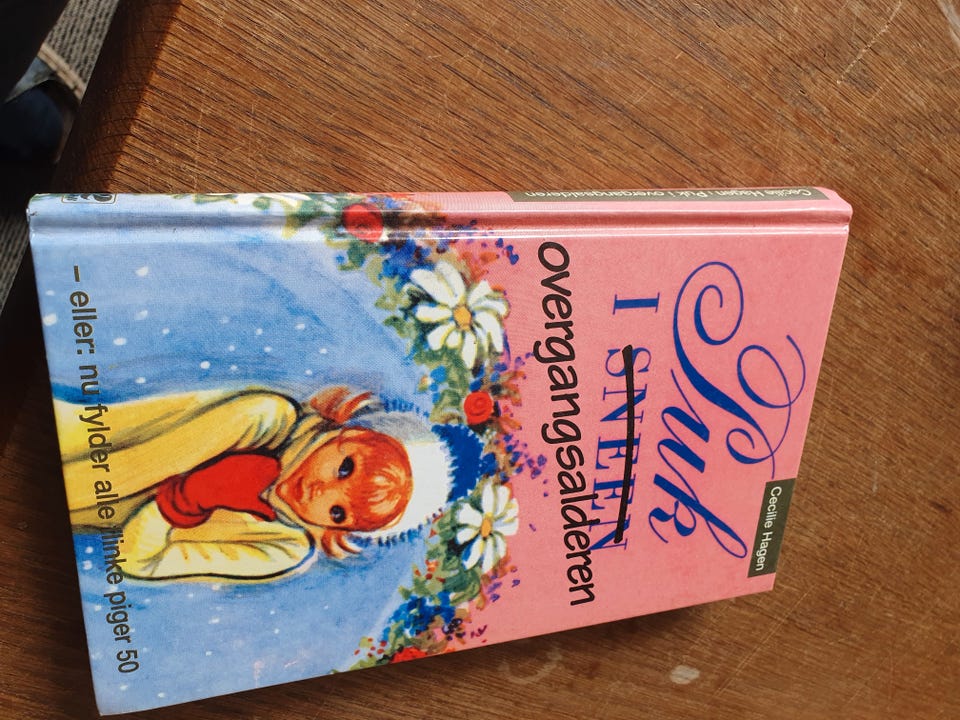 Cecilie Hagen
Puk
I SNEEN
overgangsalderen
– eller: nu fylder alle flinke piger 50
Cecilie Hagen : Puk i overgangsalderen